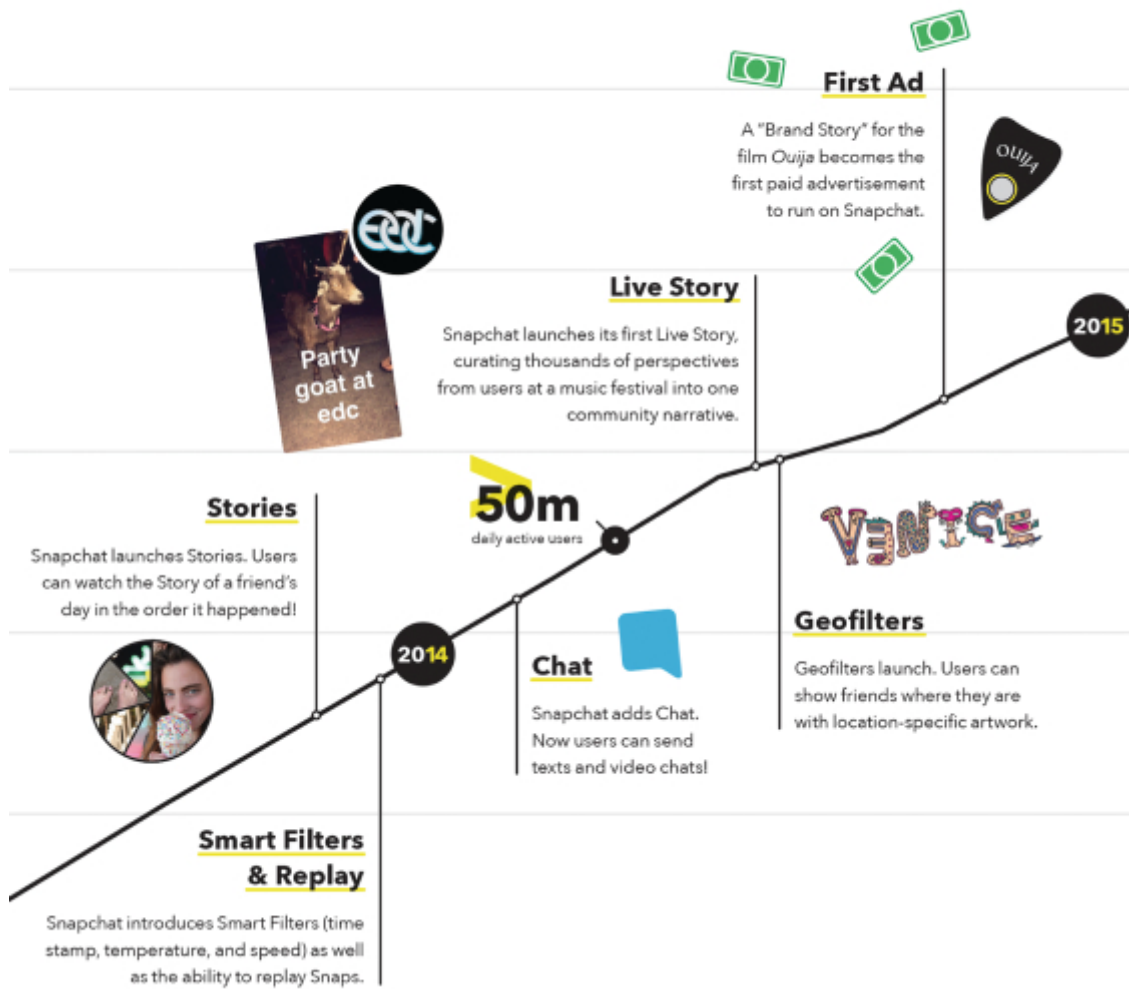 First Ad
A "Brand Story" for the
film Ouija becomes the
first paid advertisement
to run on Snapchat.
OUIJA
edc
Party
goat at
edc
Live Story
Snapchat launches its first Live Story,
curating thousands of perspectives
from users at a music festival into one
community narrative.
2015
Stories
Snapchat launches Stories. Users
can watch the Story of a friend's
day in the order it happened!
50m
daily active users
VENICE
2014
Chat
Snapchat adds Chat.
Now users can send
texts and video chats!
Geofilters
Geofilters launch. Users can
show friends where they are
with location-specific artwork.
Smart Filters
& Replay
Snapchat introduces Smart Filters (time
stamp, temperature, and speed) as well
as the ability to replay Snaps.